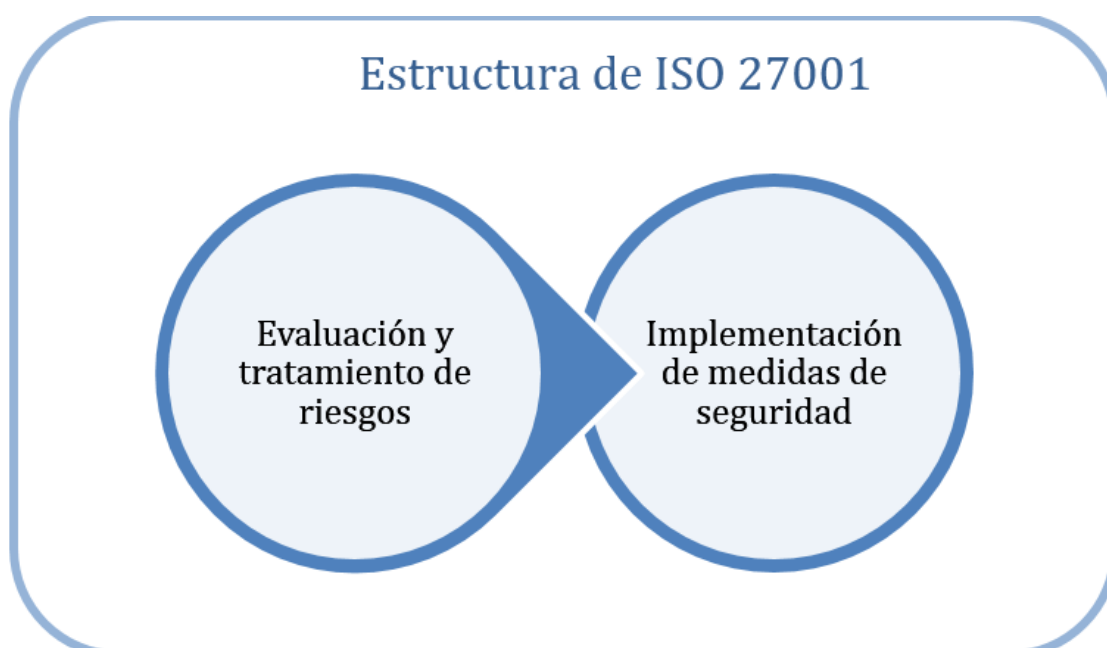 Estructura de ISO 27001
Evaluación y
tratamiento de
riesgos
Implementación
de medidas de
seguridad